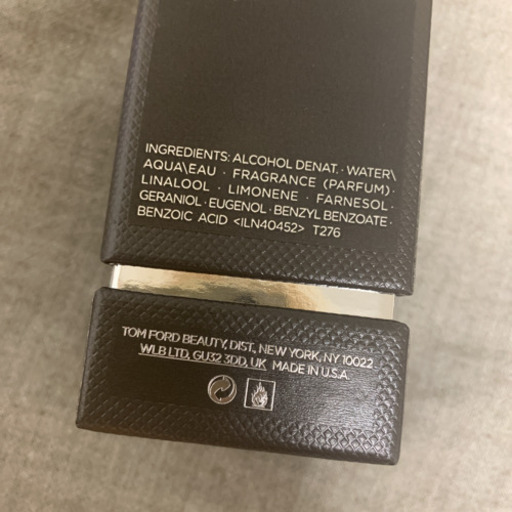 INGREDIENTS: ALCOHOL DENAT. · WATER\
AQUA\EAU · FRAGRANCE (PARFUM) ·
LINALOOL · LIMONENE · FARNESOL ·
GERANIOL · EUGENOL · BENZYL BENZOATE ·
BENZOIC ACID <ILN40452> T276
TOM FORD BEAUTY, DIST., NEW YORK, NY 10022
WLB LTD, GU32 3DD, UK MADE IN U.S.A.